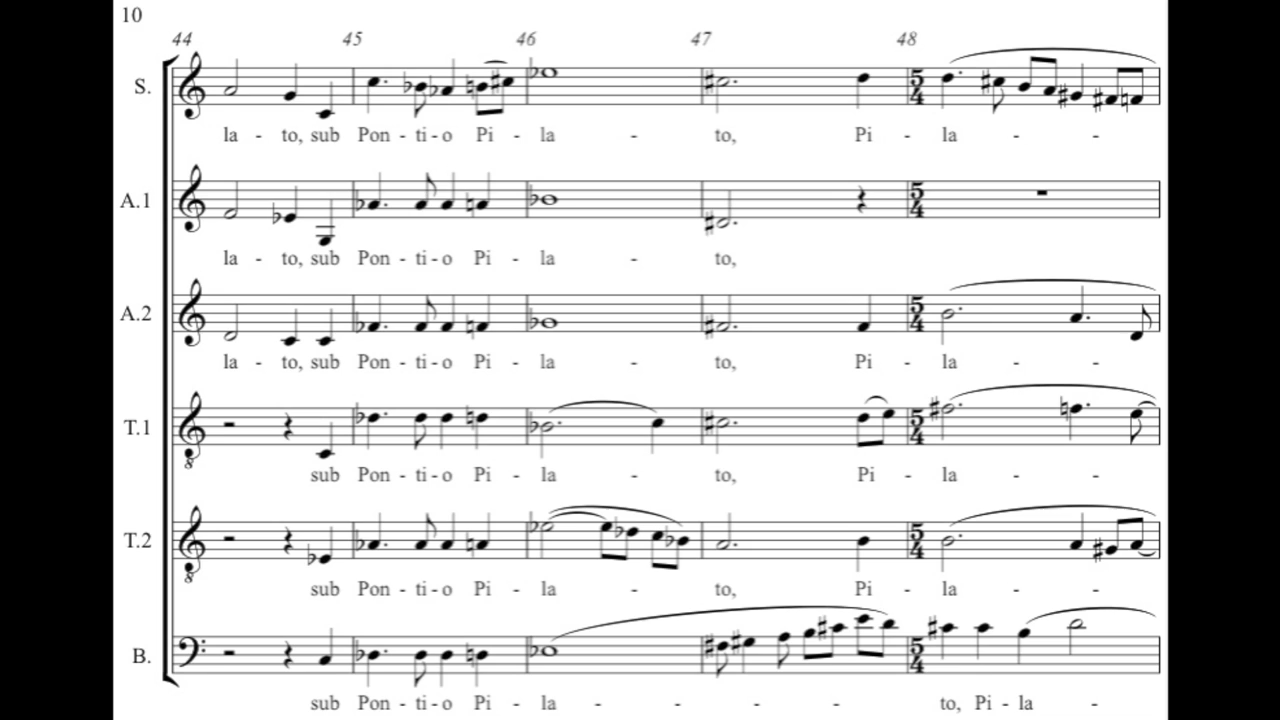 10
44 45 46 47 48
S.
la - to, sub Pon - ti - o Pi - la - to, Pi - la - -
A.1
la - to, sub Pon - ti - o Pi - la - to,
A.2
la - to, sub Pon - ti - o Pi - la - to, Pi - la - -
T.1
sub Pon - ti - o Pi - la - to, Pi - la - -
T.2
sub Pon - ti - o Pi - la - to, Pi - la - -
B.
sub Pon - ti - o Pi - la - - - - to, Pi - la -